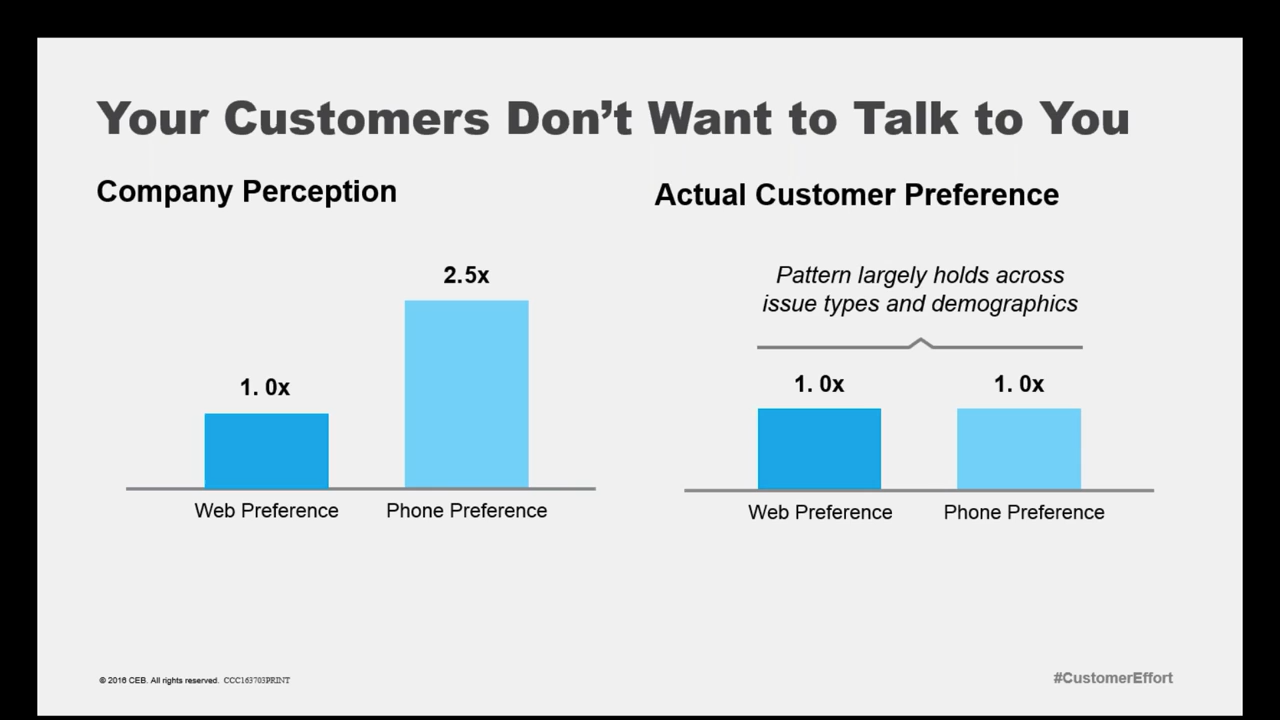 Your Customers Don’t Want to Talk to You
Company Perception
2.5x
1. 0x
Web Preference
Phone Preference
Actual Customer Preference
Pattern largely holds across
issue types and demographics
1. 0x
1. 0x
Web Preference
Phone Preference
© 2016 CEB. All rights reserved. CCC163703PRINT
#CustomerEffort